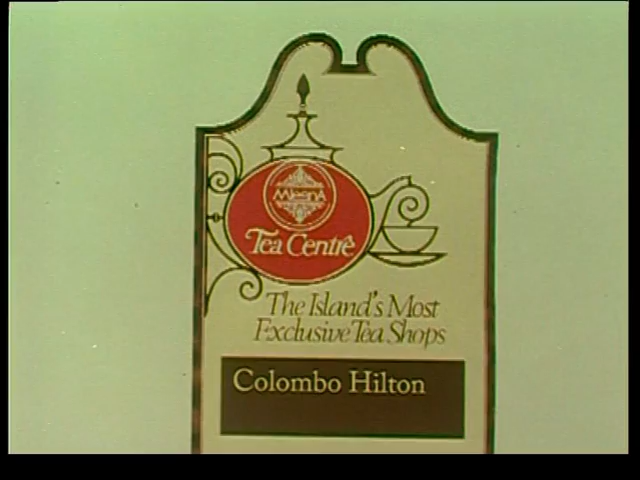 MLESNA
Tea Centre
The Island's Most
Exclusive Tea Shops
Colombo Hilton